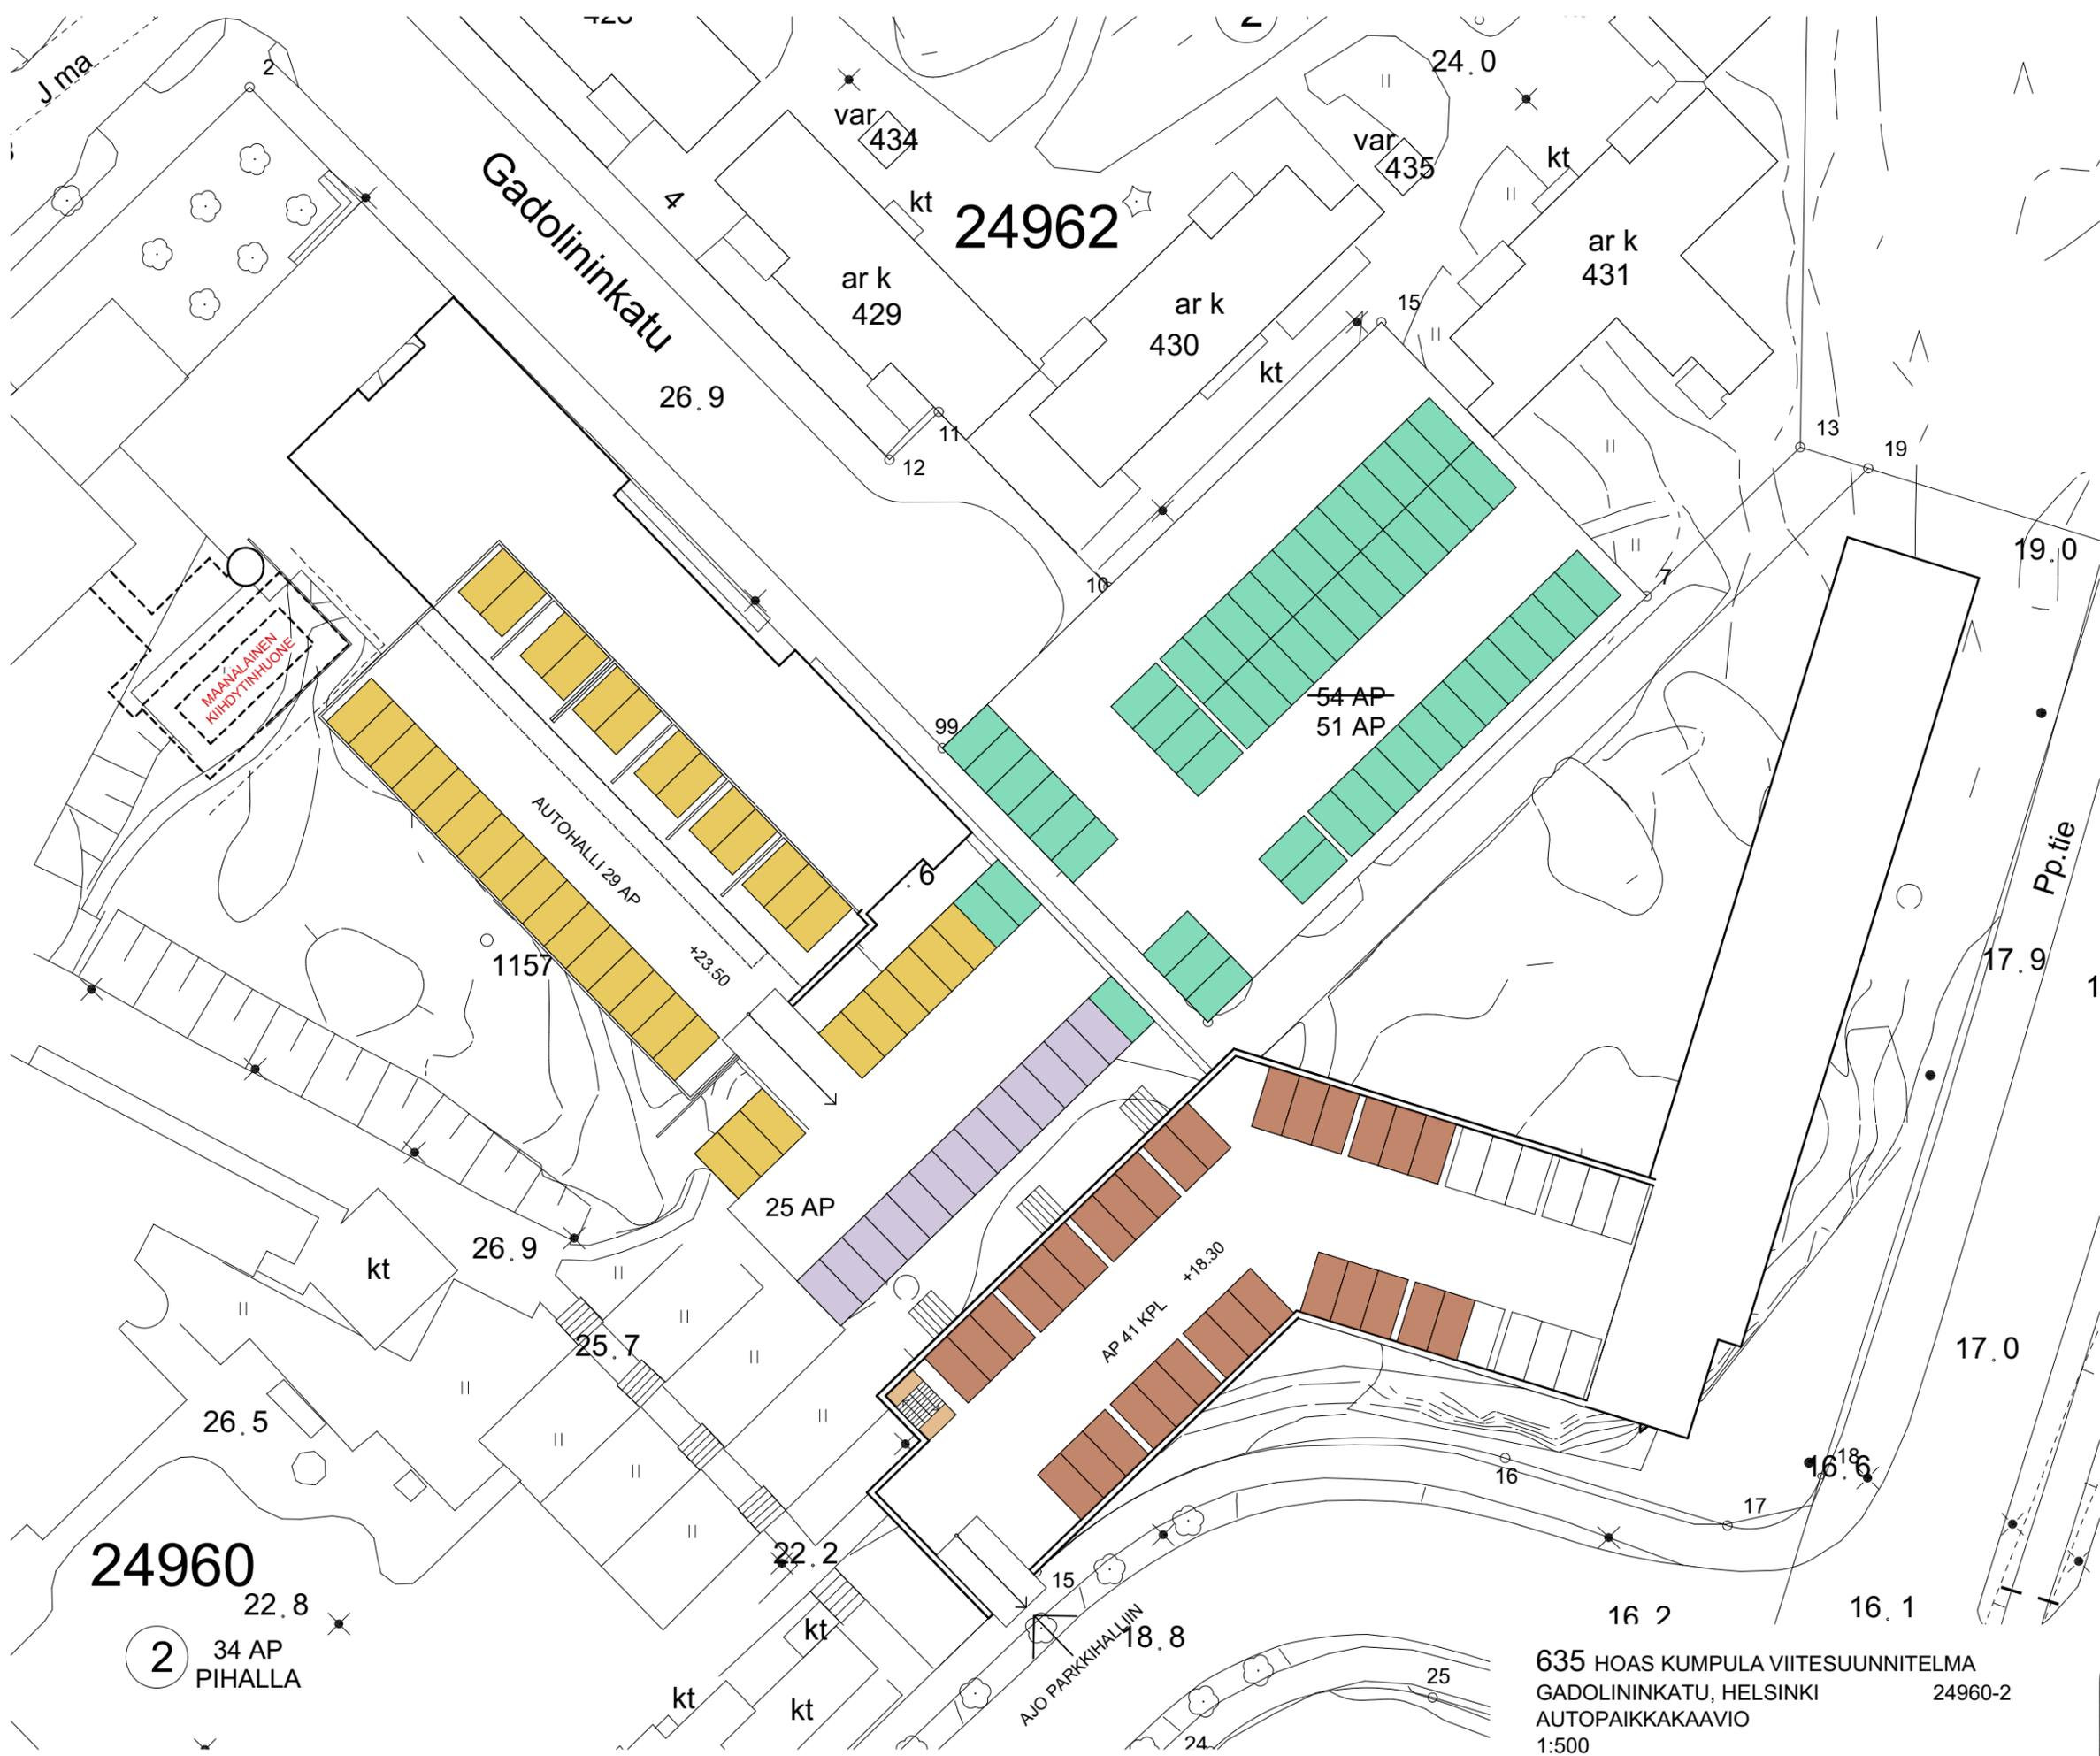 428
2
24.0
J ma
2
var
434
var
435
kt
kt
4
Gadolininkatu
24962
ar k
429
ar k
430
ar k
431
15
kt
26.9
11
12
13
19
10
7
19.0
MAANALAINEN
KIIHDYTINHUONE
54 AP
51 AP
99
AUTOHALLI 29 AP
.6
+23.50
1157
Pp.tie
17.9
1
25 AP
26.9
kt
+18.30
AP 41 KPL
25.7
17.0
26.5
16
18
16.6
17
24960
22.8
22.2
15
2
34 AP
PIHALLA
kt
18.8
AJO PARKKIHALLIIN
16.2
16.1
kt
kt
25
24
635 HOAS KUMPULA VIITESUUNNITELMA
GADOLININKATU, HELSINKI 24960-2
AUTOPAIKKAKAAVIO
1:500